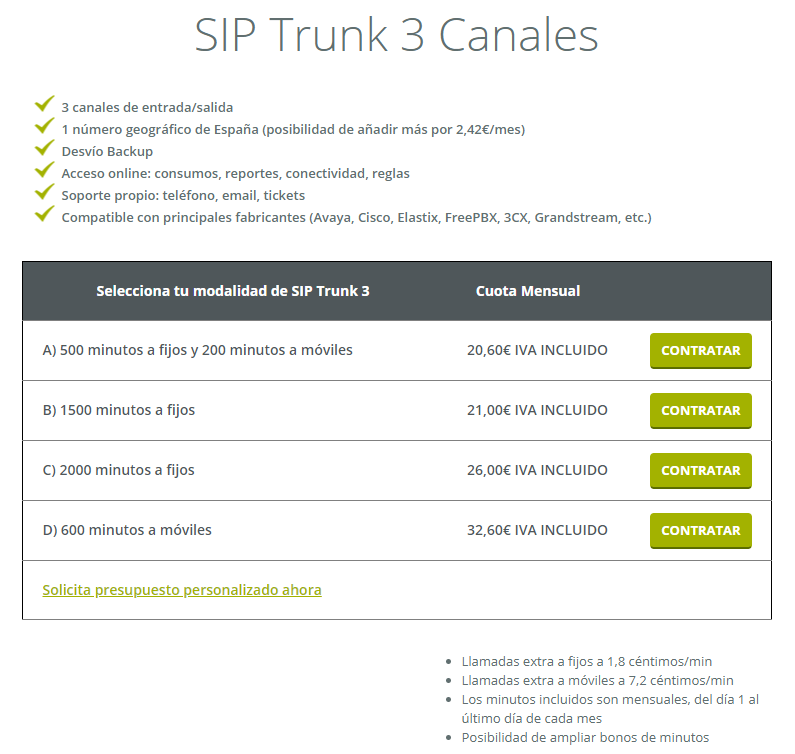 SIP Trunk 3 Canales
3 canales de entrada/salida
1 número geográfico de España (posibilidad de añadir más por 2,42€/mes)
Desvío Backup
Acceso online: consumos, reportes, conectividad, reglas
Soporte propio: teléfono, email, tickets
Compatible con principales fabricantes (Avaya, Cisco, Elastix, FreePBX, 3CX, Grandstream, etc.)
Selecciona tu modalidad de SIP Trunk 3 Cuota Mensual
A) 500 minutos a fijos y 200 minutos a móviles 20,60€ IVA INCLUIDO CONTRATAR
B) 1500 minutos a fijos 21,00€ IVA INCLUIDO CONTRATAR
C) 2000 minutos a fijos 26,00€ IVA INCLUIDO CONTRATAR
D) 600 minutos a móviles 32,60€ IVA INCLUIDO CONTRATAR
Solicita presupuesto personalizado ahora
Llamadas extra a fijos a 1,8 céntimos/min
Llamadas extra a móviles a 7,2 céntimos/min
Los minutos incluidos son mensuales, del día 1 al
último día de cada mes
Posibilidad de ampliar bonos de minutos